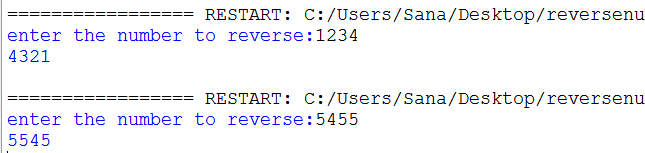 ================= RESTART: C:/Users/Sana/Desktop/reversenu
enter the number to reverse:1234
4321
================= RESTART: C:/Users/Sana/Desktop/reversenu
enter the number to reverse:5455
5545